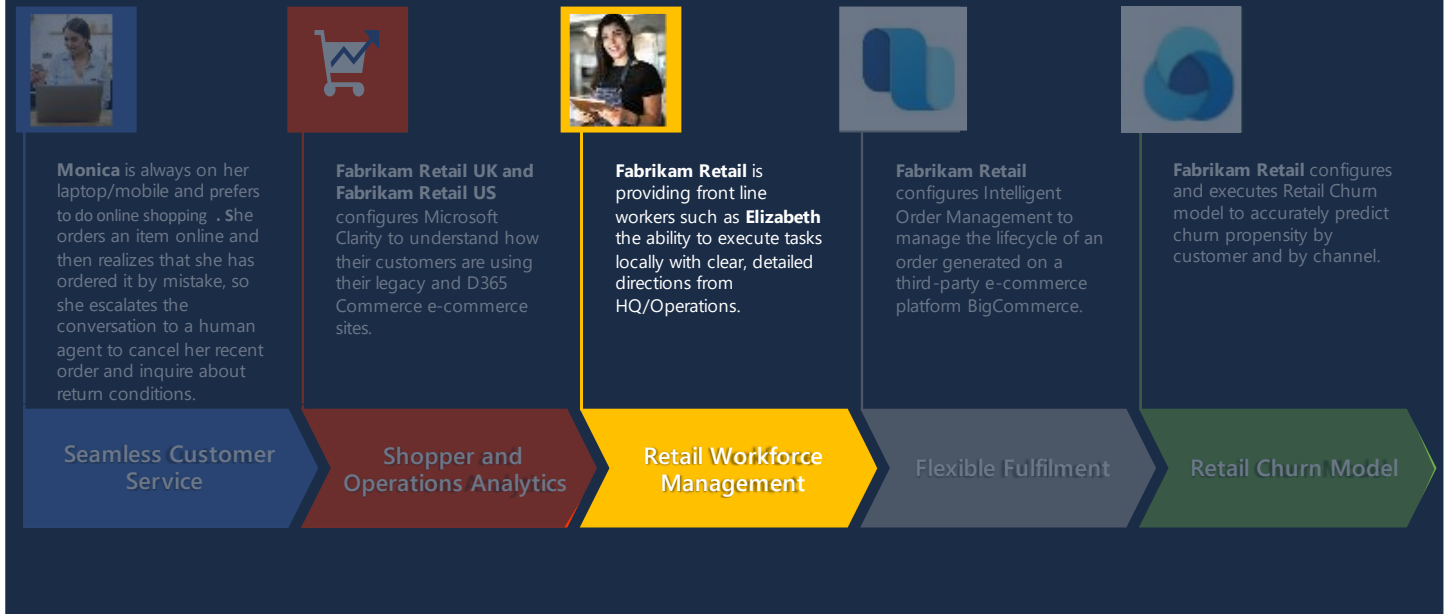 Monica is always on her
laptop/mobile and prefers
to do online shopping . She
orders an item online and
then realizes that she has
ordered it by mistake, so
she escalates the
conversation to a human
agent to cancel her recent
order and inquire about
return conditions.
Fabrikam Retail UK and
Fabrikam Retail US
configures Microsoft
Clarity to understand how
their customers are using
their legacy and D365
Commerce e-commerce
sites.
Fabrikam Retail is
providing front line
workers such as Elizabeth
the ability to execute tasks
locally with clear, detailed
directions from
HQ/Operations.
Fabrikam Retail
configures Intelligent
Order Management to
manage the lifecycle of an
order generated on a
third-party e-commerce
platform BigCommerce.
Fabrikam Retail configures
and executes Retail Churn
model to accurately predict
churn propensity by
customer and by channel.
Seamless Customer
Service
Shopper and
Operations Analytics
Retail Workforce
Management
Flexible Fulfilment
Retail Churn Model